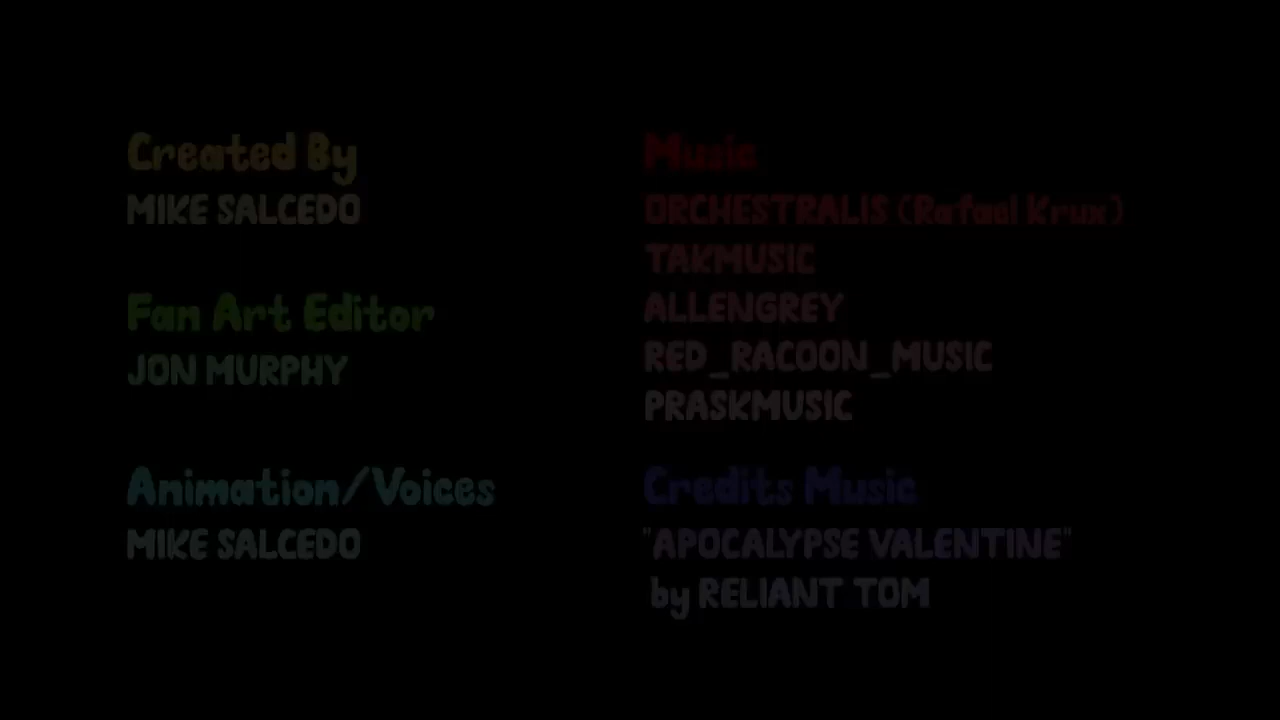 Created By
MIKE SALCEDO
Fan Art Editor
JON MURPHY
Animation/Voices
MIKE SALCEDO
Music
ORCHESTRALIS (Rafael Krux)
TAKMUSIC
ALLENGREY
RED_RACOON_MUSIC
PRASKMUSIC
Credits Music
"APOCALYPSE VALENTINE"
by RELIANT TOM